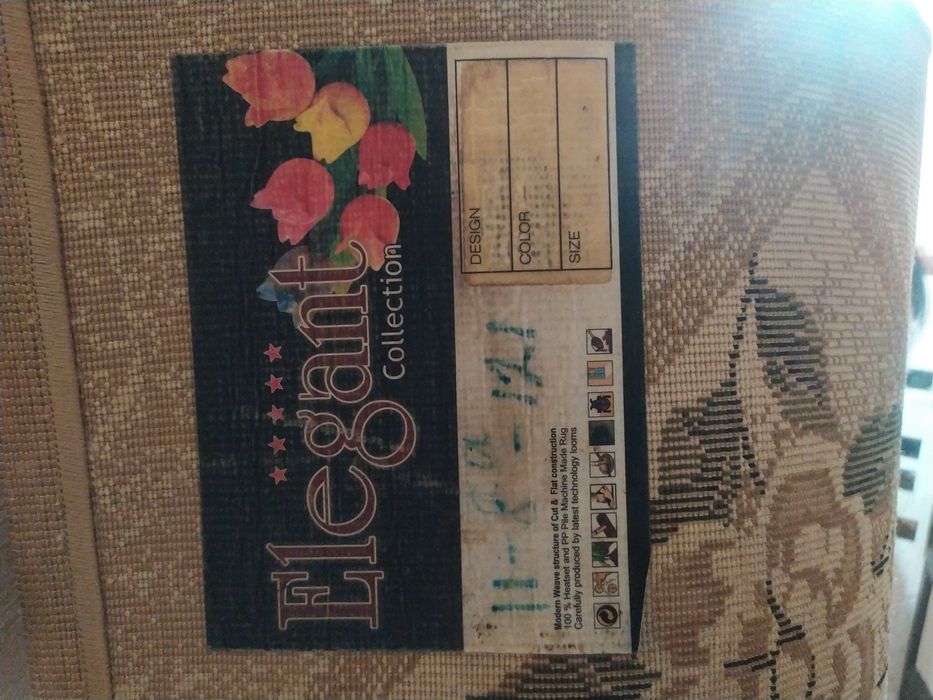 Elegant
Collection
DESIGN
COLOR
SIZE
Modern Weave structure of Cut & Flat construction
100 % Heatset and PP Pile Machine Made Rug
Carefully produced by latest technology looms